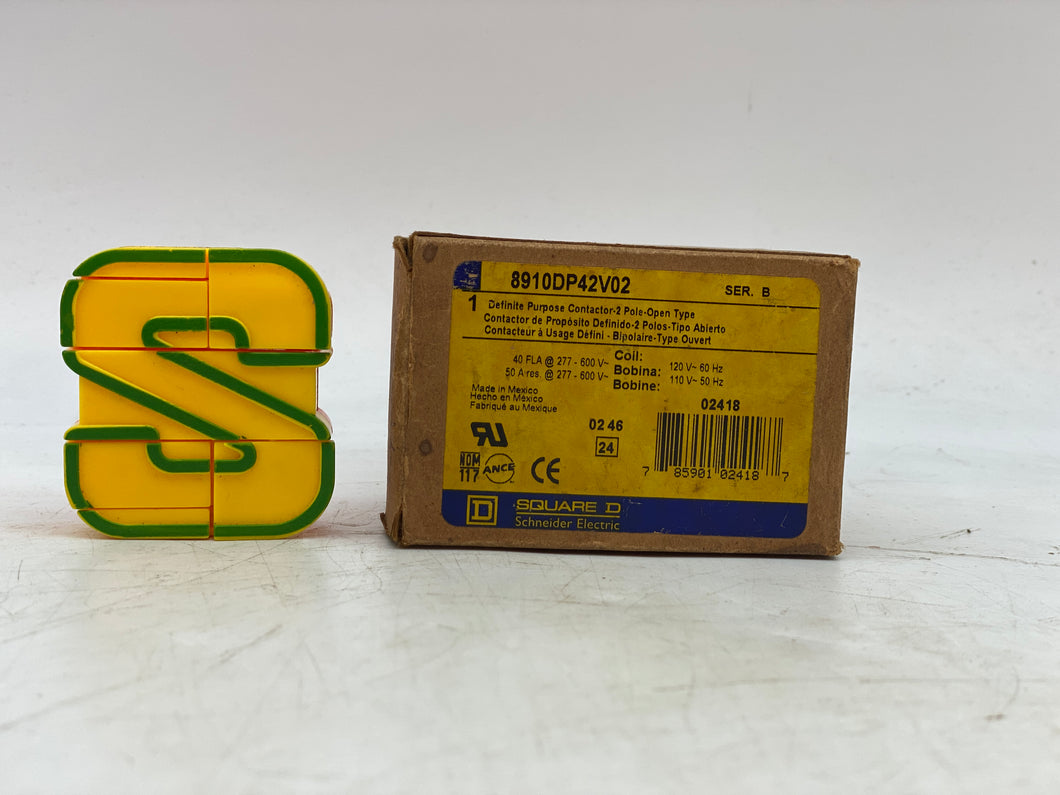 S
8910DP42V02
SER. B
1 Definite Purpose Contactor-2 Pole-Open Type
Contactor de Propósito Definido-2 Polos-Tipo Abierto
Contacteur à Usage Défini - Bipolaire-Type Ouvert
40 FLA @ 277 - 600 V~
50 A res. @ 277 - 600 V~
Coil:
Bobina:
Bobine:
120 V~ 60 Hz
110 V~ 50 Hz
Made in Mexico
Hecho en México
Fabriqué au Mexique
02418
02 46
24
RU
NOM
117
ANCE
CE
7 85901 02418 7
D SQUARE D
Schneider Electric